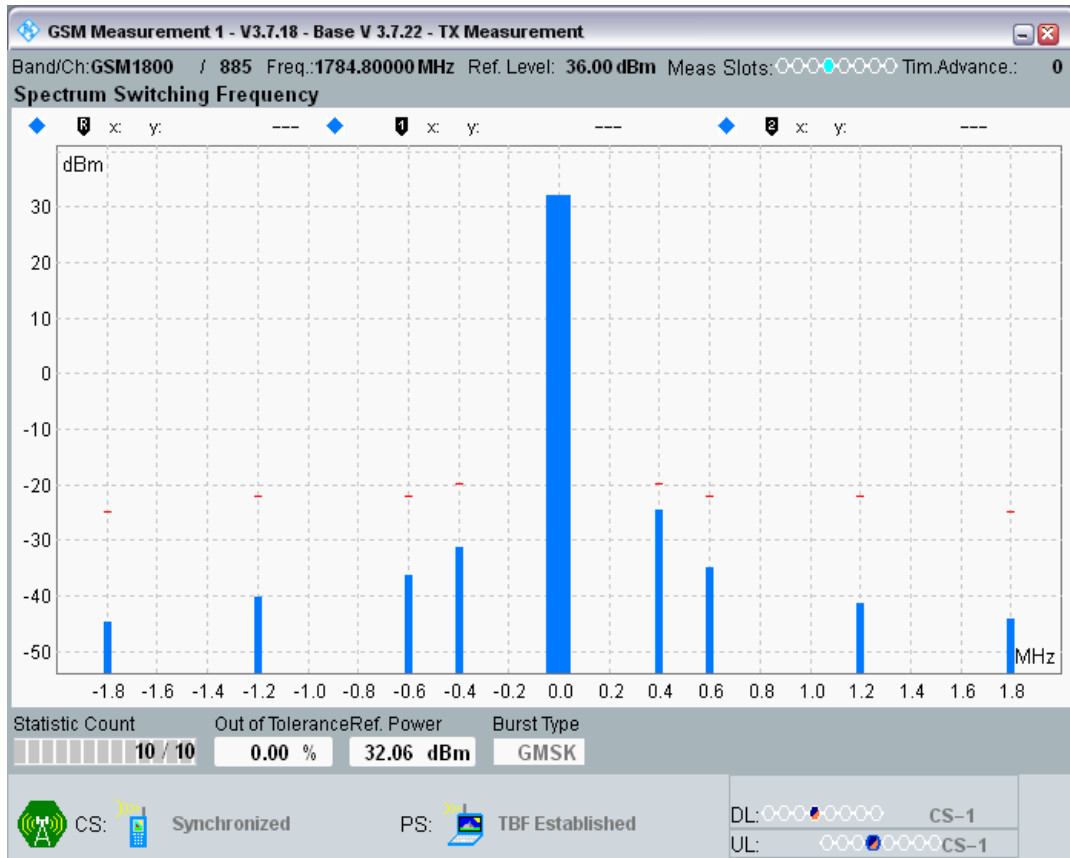 GSM Measurement 1 - V3.7.18 - Base V 3.7.22 - TX Measurement
Band/Ch:GSM1800 / 885 Freq.:1784.80000 MHz Ref. Level: 36.00 dBm Meas Slots: Tim.Advance.: 0
Spectrum Switching Frequency
R x: y: --- 1 x: y: --- 2 x: y: ---
dBm
30
20
10
0
-10
-20
-30
-40
-50
MHz
-1.8 -1.6 -1.4 -1.2 -1.0 -0.8 -0.6 -0.4 -0.2 0.0 0.2 0.4 0.6 0.8 1.0 1.2 1.4 1.6 1.8
Statistic Count Out of Tolerance Ref. Power Burst Type
10 / 10 0.00 % 32.06 dBm GMSK
CS: Synchronized PS: TBF Established
DL: CS-1
UL: CS-1